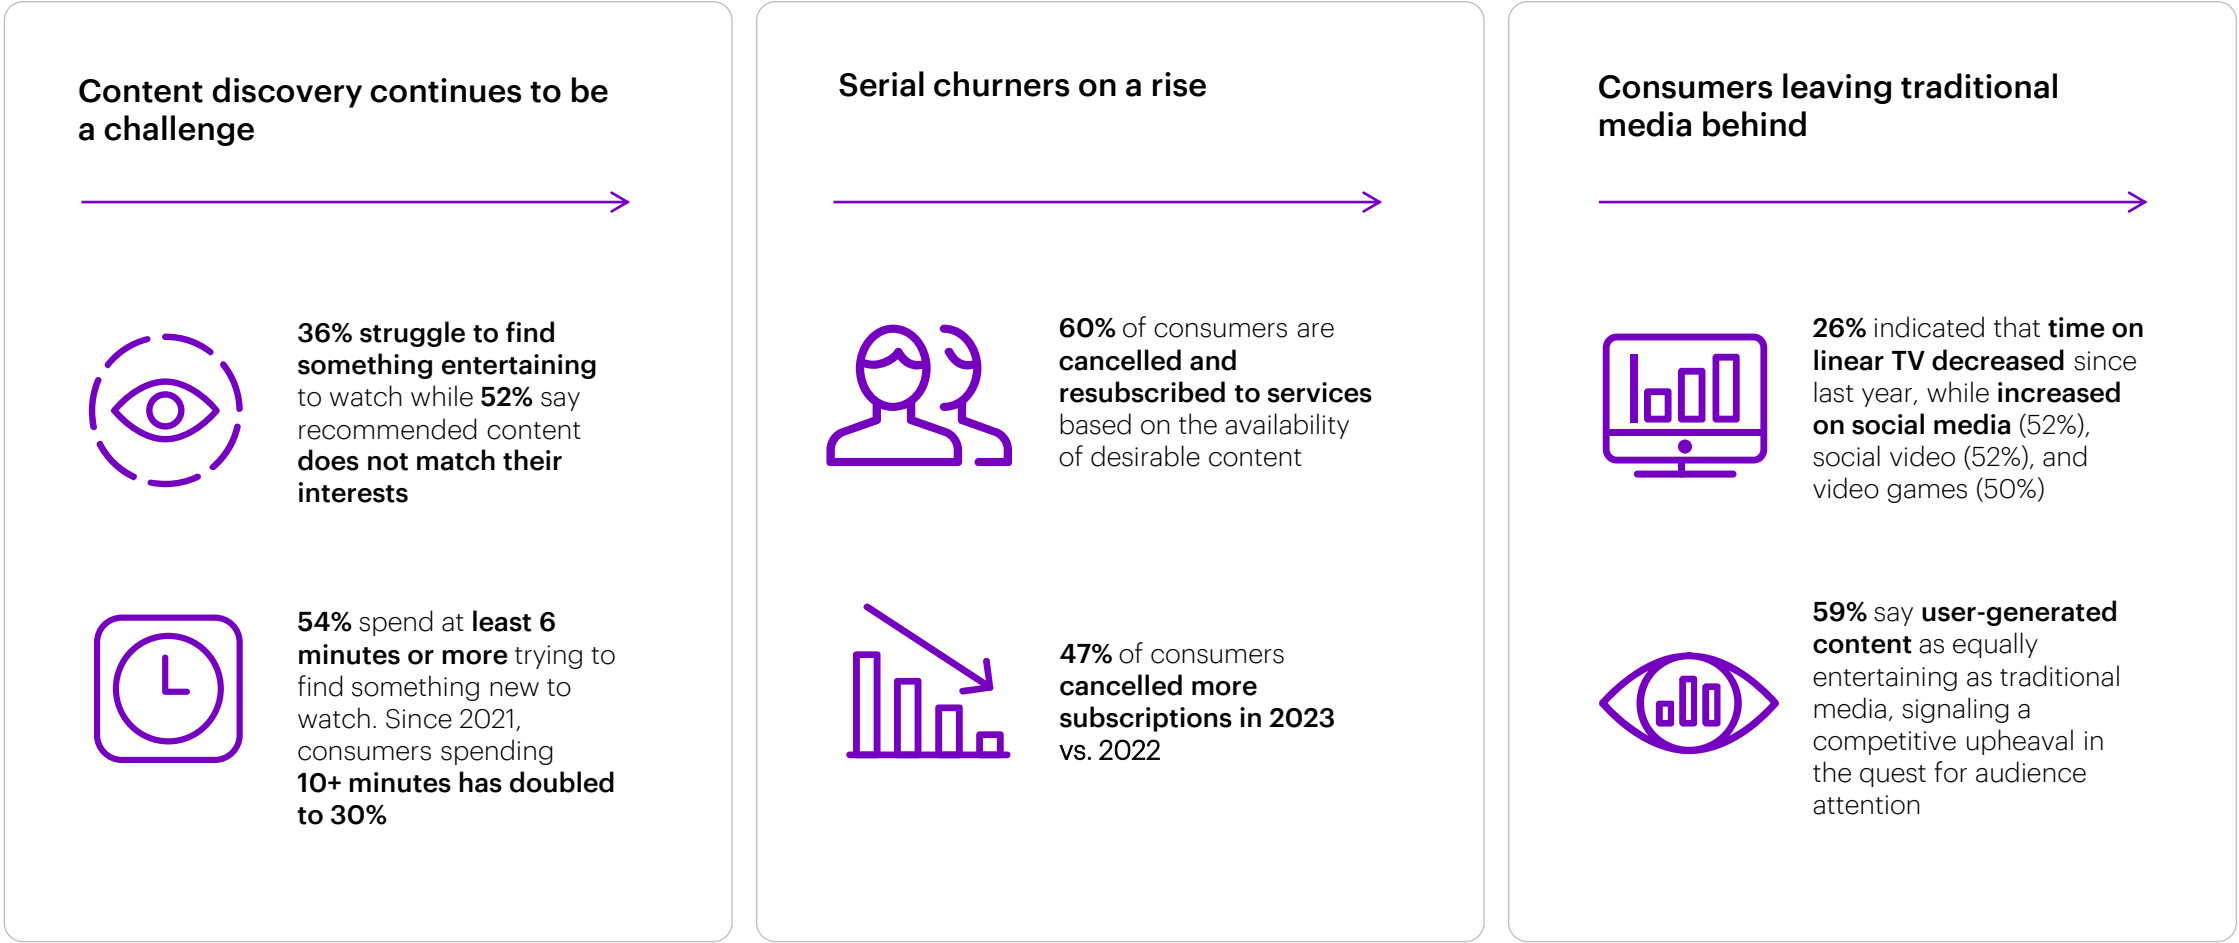 Content discovery continues to be
a challenge
36% struggle to find
something entertaining
to watch while 52% say
recommended content
does not match their
interests
54% spend at least 6
minutes or more trying to
find something new to
watch. Since 2021,
consumers spending
10+ minutes has doubled
to 30%
Serial churners on a rise
60% of consumers are
cancelled and
resubscribed to services
based on the availability
of desirable content
47% of consumers
cancelled more
subscriptions in 2023
vs. 2022
Consumers leaving traditional
media behind
26% indicated that time on
linear TV decreased since
last year, while increased
on social media (52%),
social video (52%), and
video games (50%)
59% say user-generated
content as equally
entertaining as traditional
media, signaling a
competitive upheaval in
the quest for audience
attention